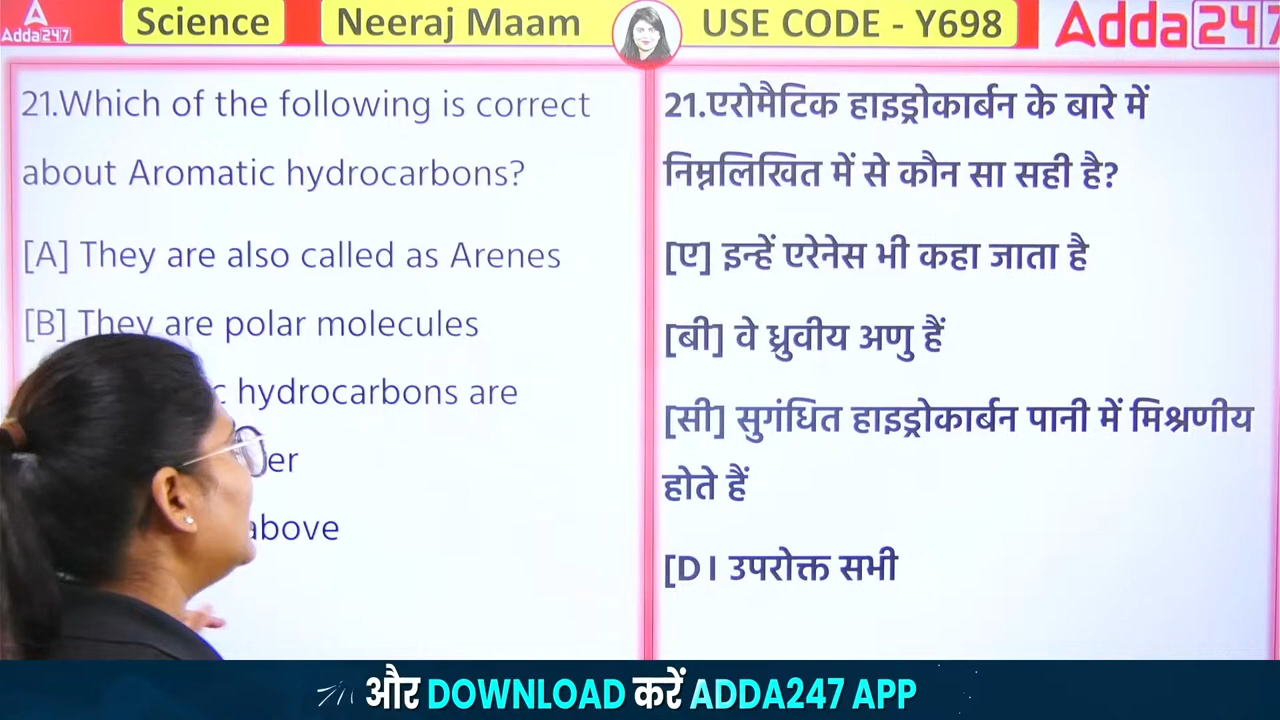 Adda247
Science
Neeraj Maam
USE CODE - Y698
Adda247
21.Which of the following is correct
about Aromatic hydrocarbons?
[A] They are also called as Arenes
[B] They are polar molecules
hydrocarbons are
above
21.एरोमैटिक हाइड्रोकार्बन के बारे में
निम्नलिखित में से कौन सा सही है?
[ए] इन्हें एरेनेस भी कहा जाता है
[बी] वे ध्रुवीय अणु हैं
[सी] सुगंधित हाइड्रोकार्बन पानी में मिश्रणीय
होते हैं
[D I उपरोक्त सभी
और DOWNLOAD करें ADDA247 APP